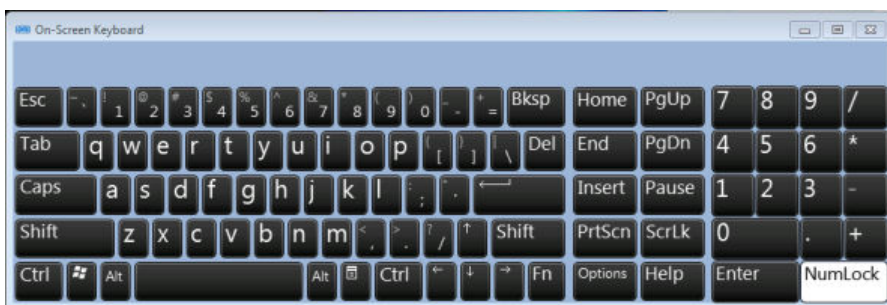 On-Screen Keyboard
Esc ~ ` ! 1 @ 2 # 3 $ 4 % 5 ^ 6 & 7 * 8 ( 9 ) 0 _ - + = Bksp Home PgUp 7 8 9 /
Tab q w e r t y u i o p { [ } ] | \ Del End PgDn 4 5 6 *
Caps a s d f g h j k l : ; " ' Insert Pause 1 2 3 -
Shift z x c v b n m < , > . ? / ↑ Shift PrtScn ScrLk 0 . +
Ctrl Alt Alt Ctrl ← ↓ → Fn Options Help Enter NumLock